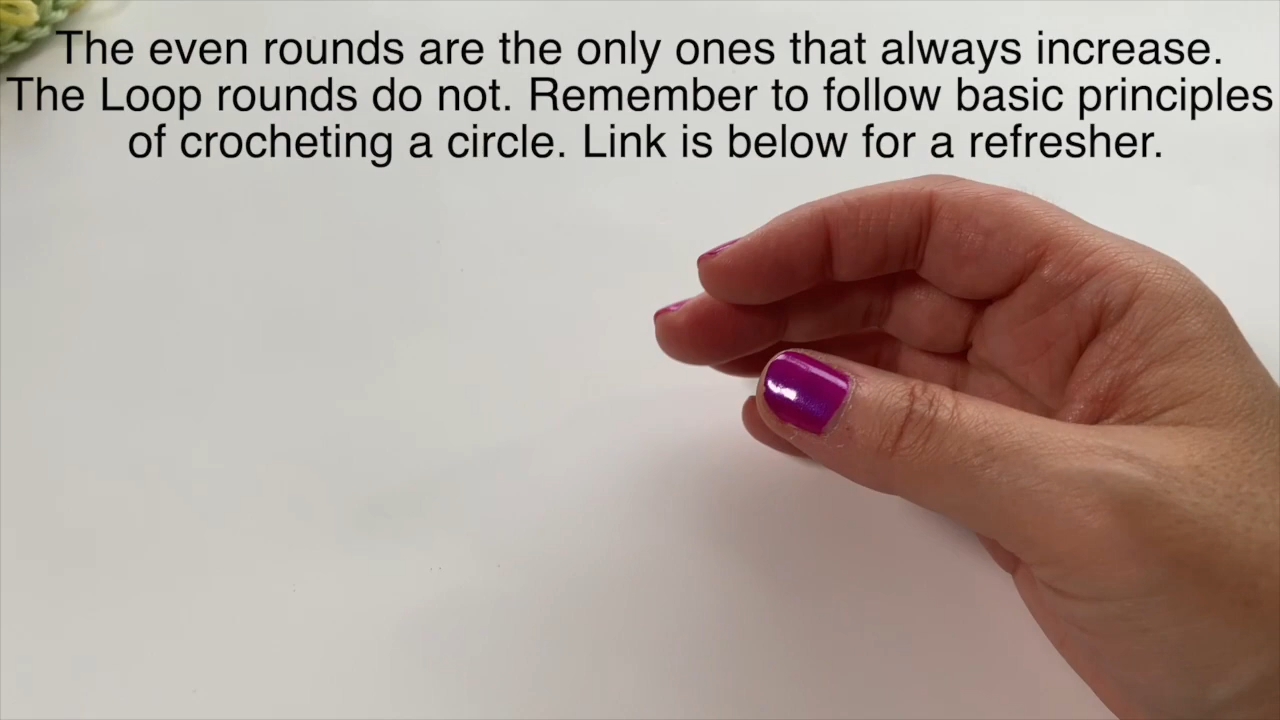 The even rounds are the only ones that always increase.
The Loop rounds do not. Remember to follow basic principles
of crocheting a circle. Link is below for a refresher.